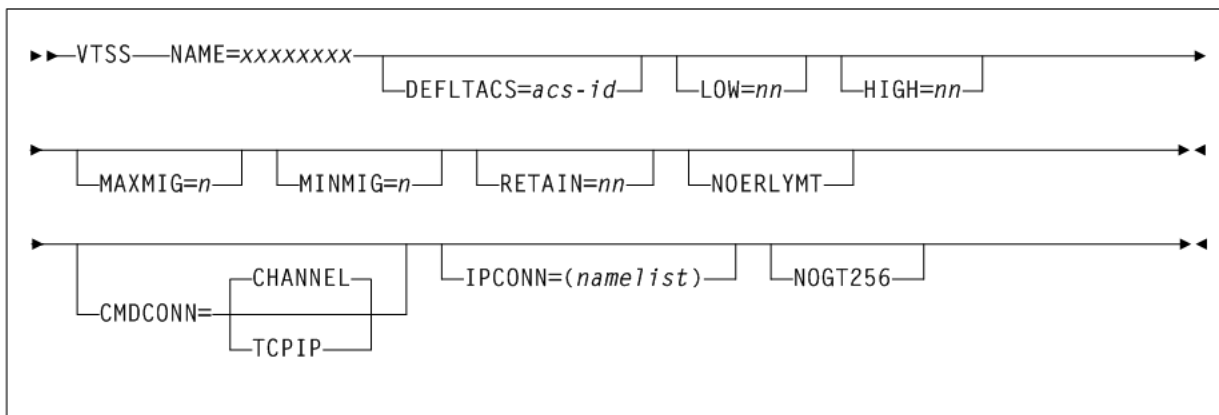 VTSS NAME=xxxxxxxx
DEFLTACS=acs-id LOW=nn HIGH=nn
MAXMIG=n MINMIG=n RETAIN=nn NOERLYMT
CHANNEL IPCONN=(namelist) NOGT256
CMDCONN=
TCPIP